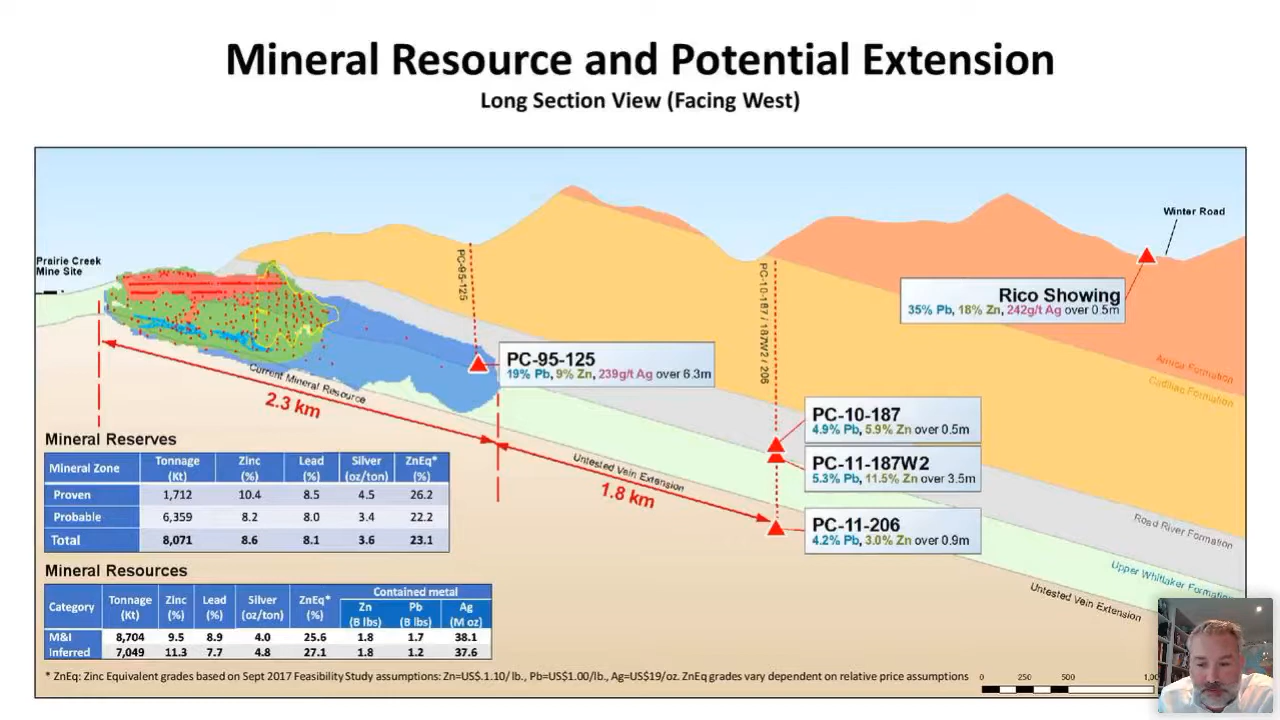 Mineral Resource and Potential Extension
Long Section View (Facing West)
Prairie Creek
Mine Site
PC-95-125
PC-10-187 / 187W2 / 206
Winter Road
Rico Showing
35% Pb, 18% Zn, 242g/t Ag over 0.5m
PC-95-125
19% Pb, 9% Zn, 239g/t Ag over 6.3m
Arnica Formation
Cadillac Formation
Current Mineral Resource
2.3 km
PC-10-187
4.9% Pb, 5.9% Zn over 0.5m
PC-11-187W2
5.3% Pb, 11.5% Zn over 3.5m
Untested Vein Extension
1.8 km
PC-11-206
4.2% Pb, 3.0% Zn over 0.9m
Road River Formation
Upper Whittaker
Untested Vein Extension
Mineral Reserves
Mineral Zone Tonnage (Kt) Zinc (%) Lead (%) Silver (oz/ton) ZnEq* (%)
Proven 1,712 10.4 8.5 4.5 26.2
Probable 6,359 8.2 8.0 3.4 22.2
Total 8,071 8.6 8.1 3.6 23.1
Mineral Resources
Category Tonnage (Kt) Zinc (%) Lead (%) Silver (oz/ton) ZnEq* (%) Contained metal
Zn (B lbs) Pb (B lbs) Ag (M oz)
M&I 8,704 9.5 8.9 4.0 25.6 1.8 1.7 38.1
Inferred 7,049 11.3 7.7 4.8 27.1 1.8 1.2 37.6
* ZnEq: Zinc Equivalent grades based on Sept 2017 Feasibility Study assumptions: Zn=US$.1.10/lb., Pb=US$1.00/lb., Ag=US$19/oz. ZnEq grades vary dependent on relative price assumptions
0 250 500